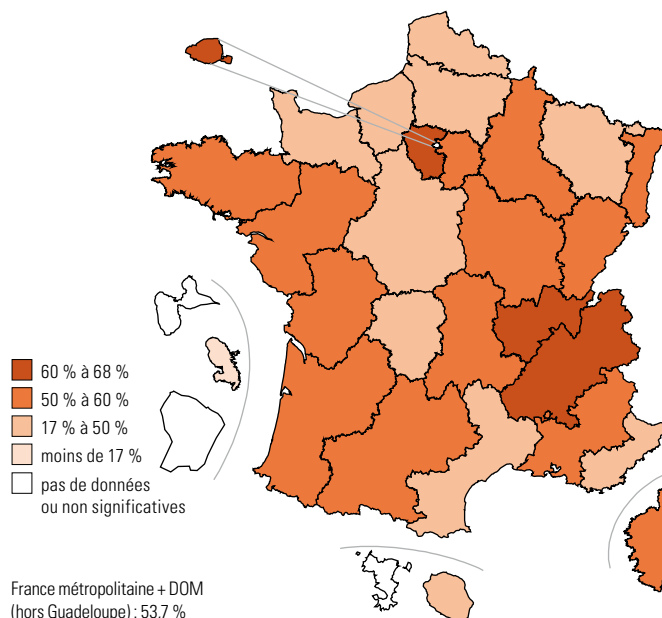 60 % à 68 %
50 % à 60 %
17 % à 50 %
moins de 17 %
pas de données
ou non significatives
France métropolitaine + DOM
(hors Guadeloupe) : 53,7 %